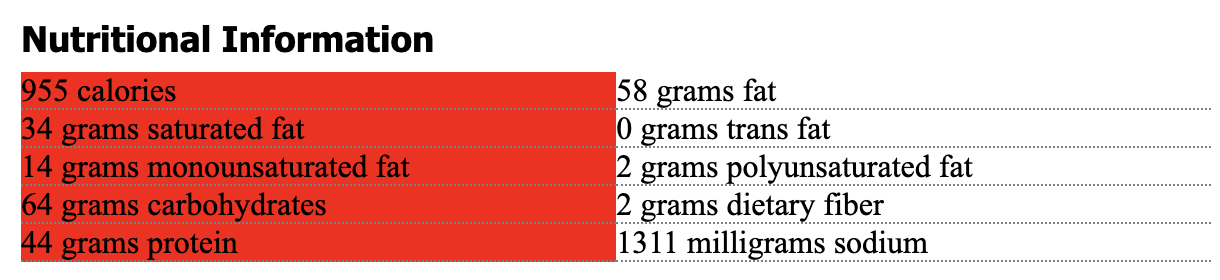 Nutritional Information
955 calories
58 grams fat
34 grams saturated fat
0 grams trans fat
14 grams monounsaturated fat
2 grams polyunsaturated fat
64 grams carbohydrates
2 grams dietary fiber
44 grams protein
1311 milligrams sodium